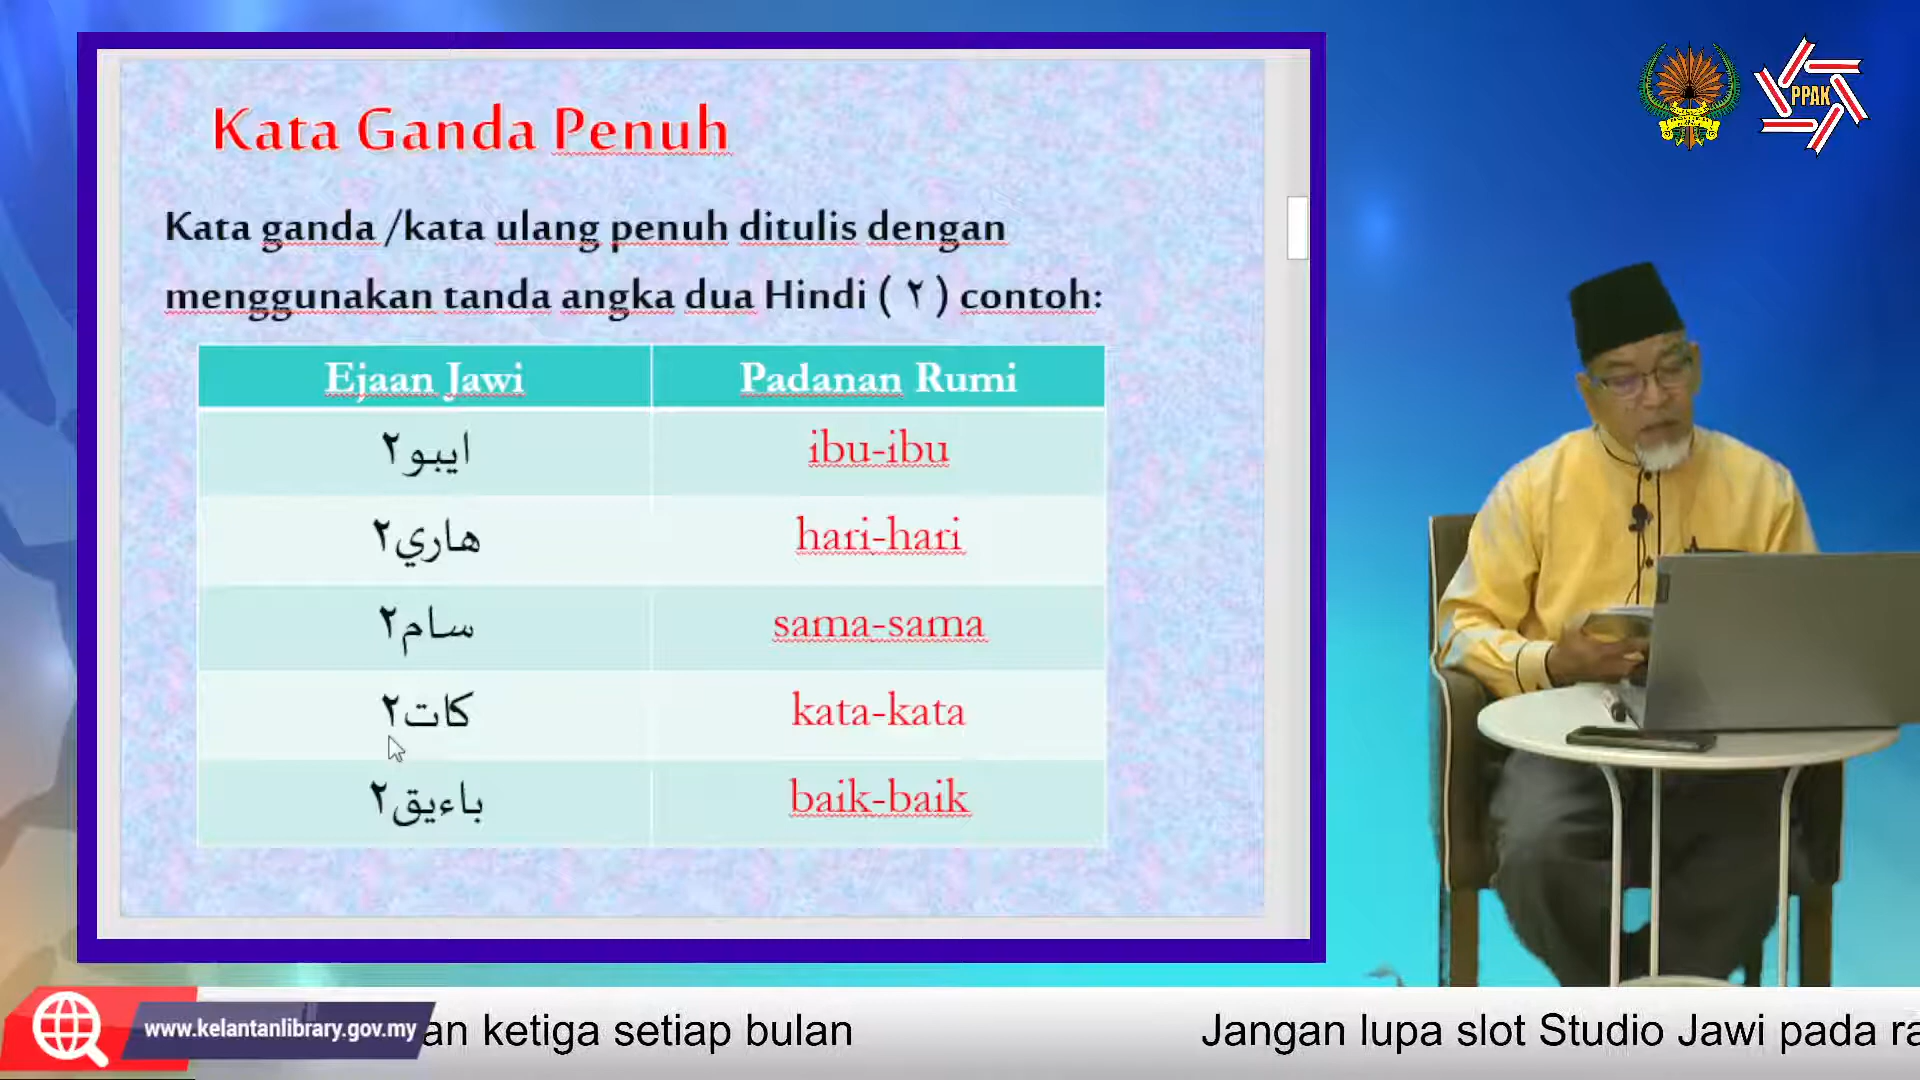 Kata Ganda Penuh
Kata ganda /kata ulang penuh ditulis dengan
menggunakan tanda angka dua Hindi ( ٢ ) contoh:
Ejaan Jawi
Padanan Rumi
ايبو٢
ibu-ibu
هاري٢
hari-hari
سام٢
sama-sama
كات٢
kata-kata
باءيق٢
baik-baik
PPAK
www.kelantanlibrary.gov.my
an ketiga setiap bulan
Jangan lupa slot Studio Jawi pada ra